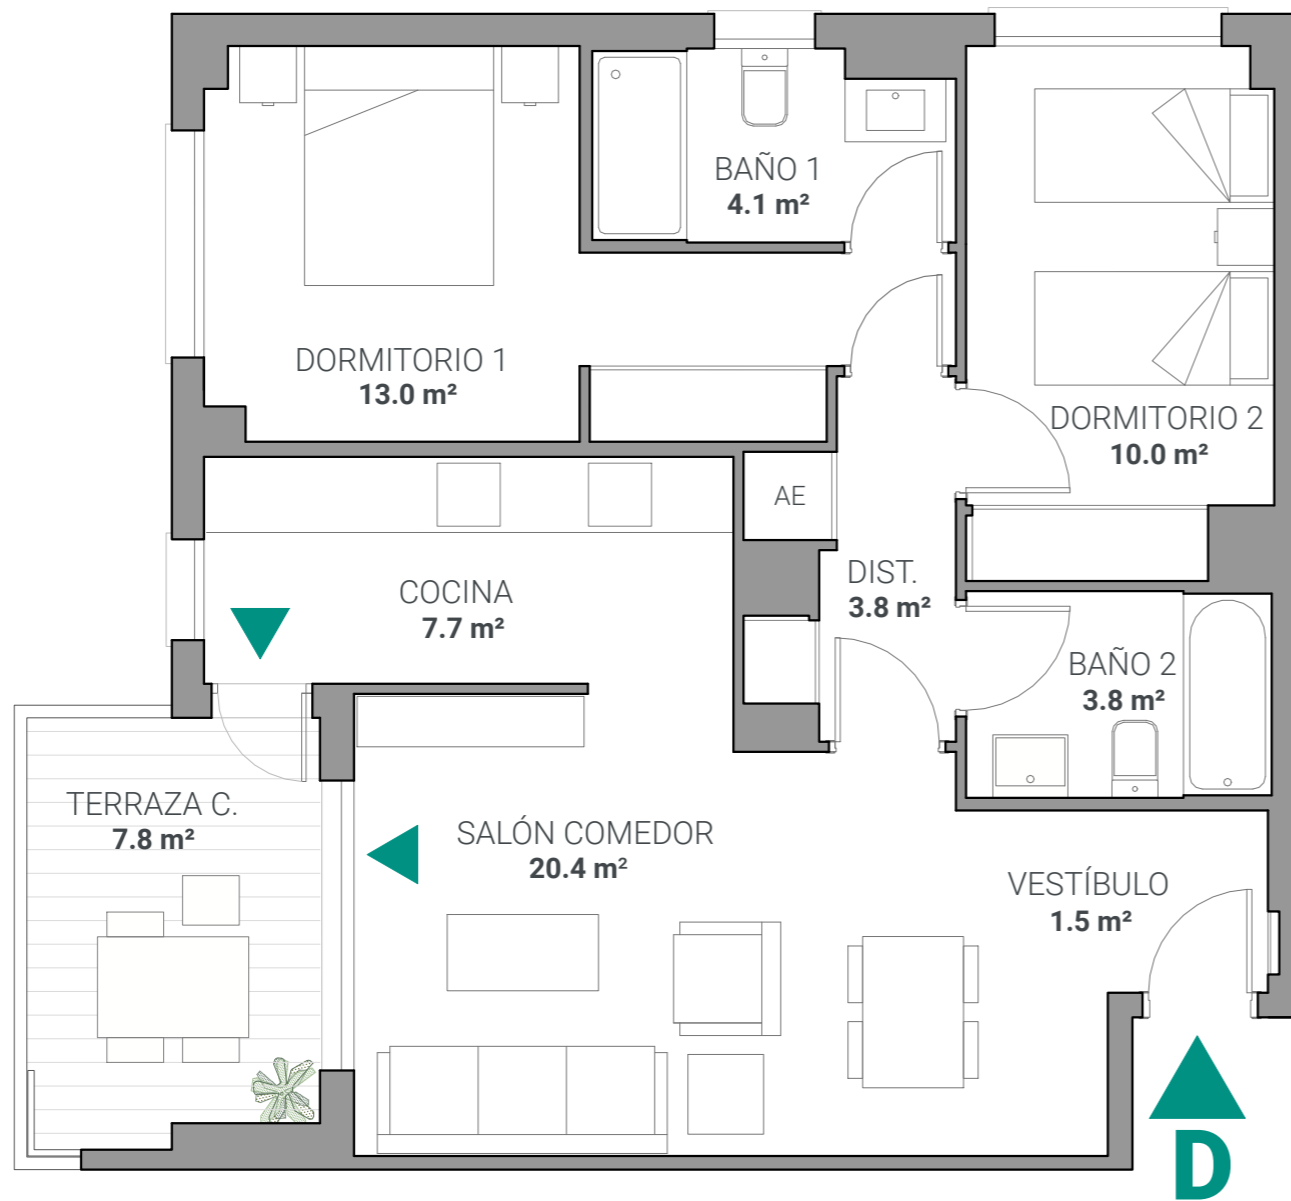 BAÑO 1
4.1 m²
DORMITORIO 1
13.0 m²
DORMITORIO 2
10.0 m²
AE
COCINA
7.7 m²
DIST.
3.8 m²
BAÑO 2
3.8 m²
TERRAZA C.
7.8 m²
SALÓN COMEDOR
20.4 m²
VESTÍBULO
1.5 m²
D